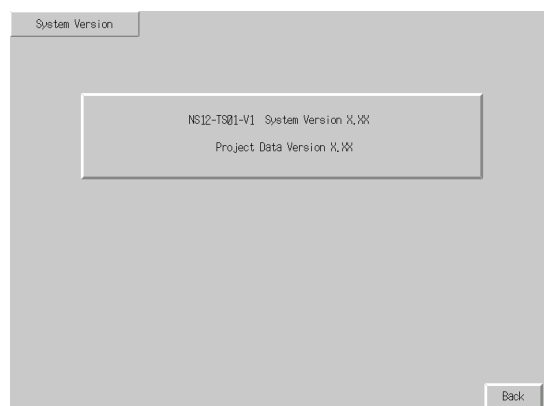 System Version
NS12-TS01-V1 System Version X.XX
Project Data Version X.XX
Back